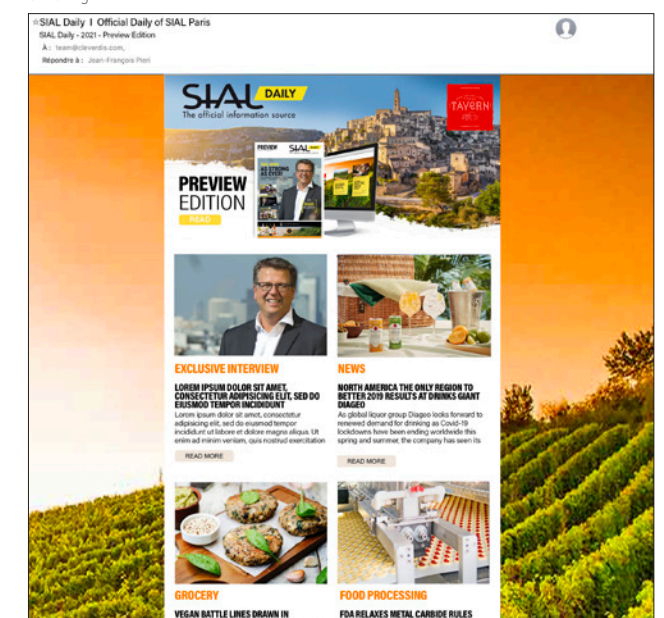 SIAL Daily I Official Daily of SIAL Paris
SIAL Daily - 2021 - Preview Edition
À : team@cleverdis.com,
Répondre à : Jean-François Pieri
SIAL DAILY
The official information source
TAVERN
PREVIEW
SIAL
AS STRONG
AS EVER!
PREVIEW
EDITION
READ
EXCLUSIVE INTERVIEW
LOREM IPSUM DOLOR SIT AMET,
CONSECTETUR ADIPISICING ELIT, SED DO
EIUSMOD TEMPOR INCIDIDUNT
Lorem ipsum dolor sit amet, consectetur
adipisicing elit, sed do eiusmod tempor
incididunt ut labore et dolore magna aliqua. Ut
enim ad minim veniam, quis nostrud exercitation
READ MORE
NEWS
NORTH AMERICA THE ONLY REGION TO
BETTER 2019 RESULTS AT DRINKS GIANT
DIAGEO
As global liquor group Diageo looks forward to
renewed demand for drinking as Covid-19
lockdowns have been ending worldwide this
spring and summer, the company has seen its
READ MORE
GROCERY
VEGAN BATTLE LINES DRAWN IN
FOOD PROCESSING
FDA RELAXES METAL CARBIDE RULES